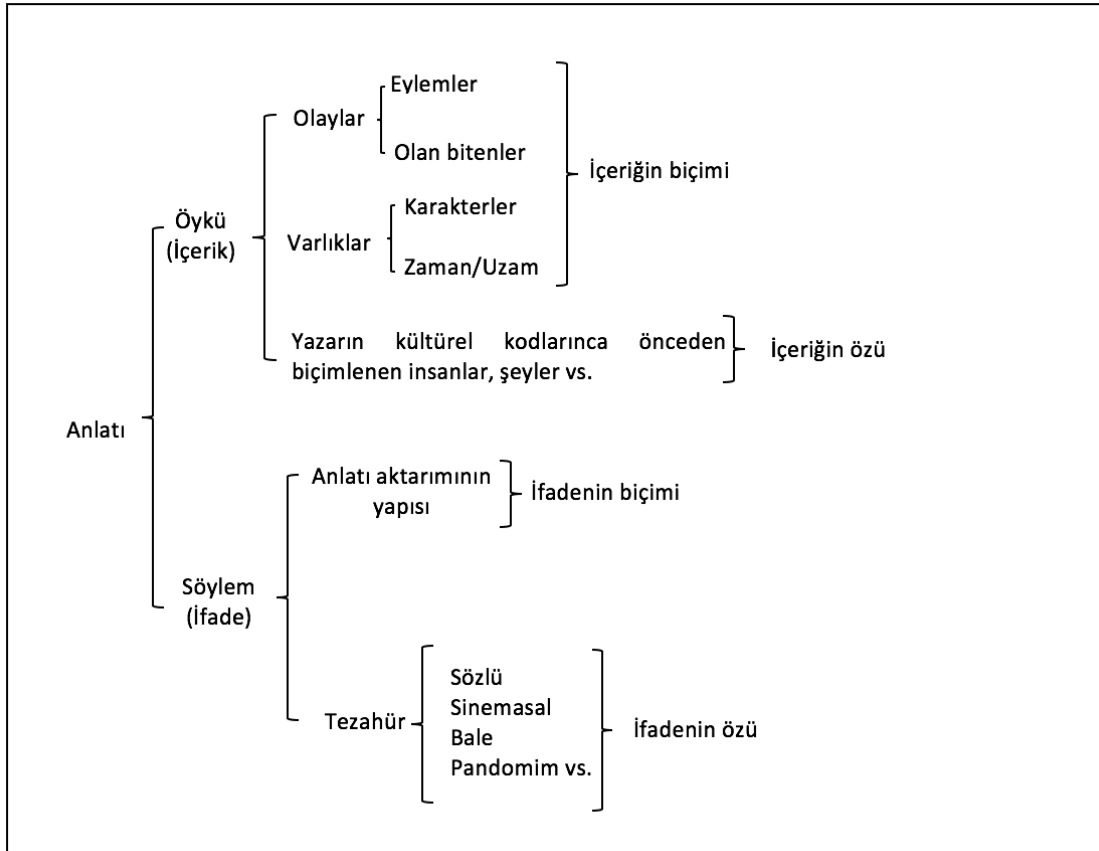 Eylemler
Olaylar
Olan bitenler
İçeriğin biçimi
Öykü
(İçerik)
Karakterler
Varlıklar
Zaman/Uzam
Yazarın kültürel kodlarınca önceden
biçimlenen insanlar, şeyler vs.
İçeriğin özü
Anlatı
Anlatı aktarımının
yapısı
İfadenin biçimi
Söylem
(İfade)
Tezahür
Sözlü
Sinemasal
Bale
Pandomim vs.
İfadenin özü